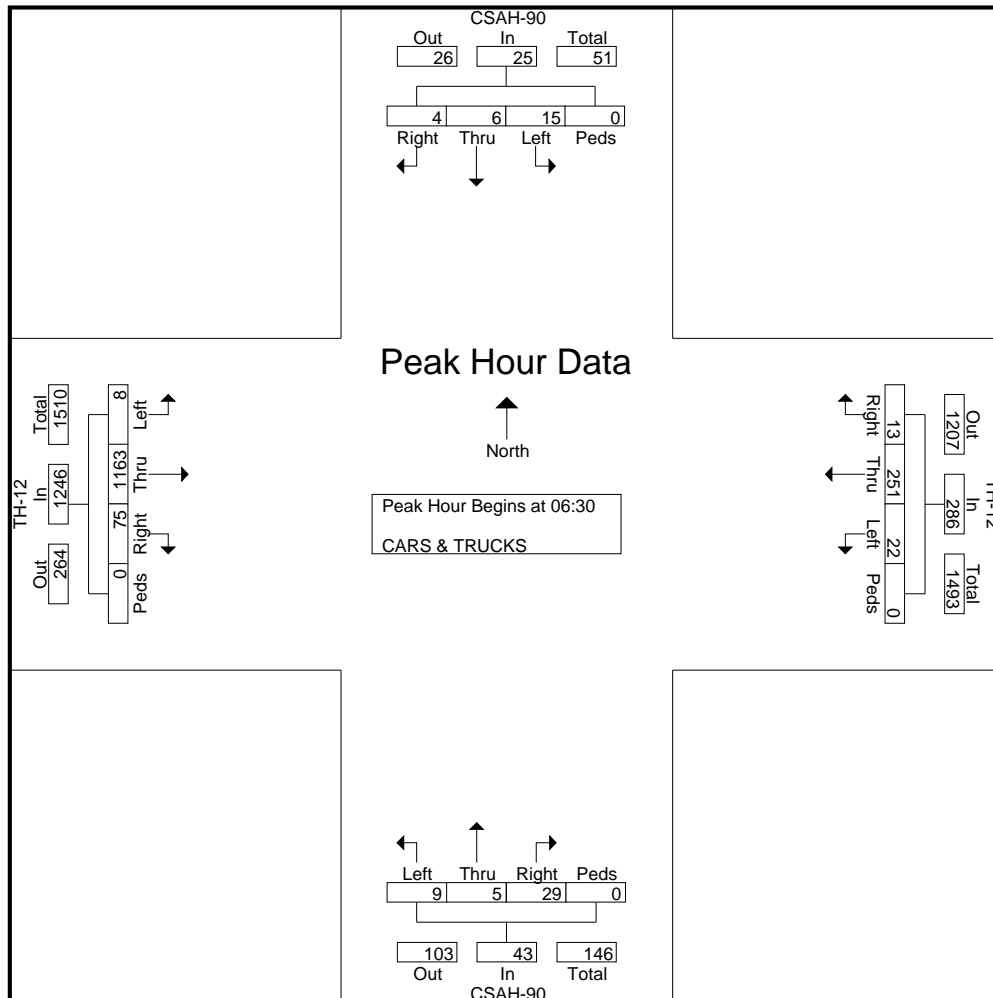 CSAH-90
Out In Total
26 25 51
4 6 15 0
Right Thru Left Peds
Peak Hour Data
North
Peak Hour Begins at 06:30
CARS & TRUCKS
TH-12
Total In Out
1510 1246 264
8 1163 75 0
Left Thru Right Peds
Right Thru Left Peds
13 251 22 0
Out In Total
1207 286 1493
TH-12
Left Thru Right Peds
9 5 29 0
103 43 146
Out In Total
CSAH-90